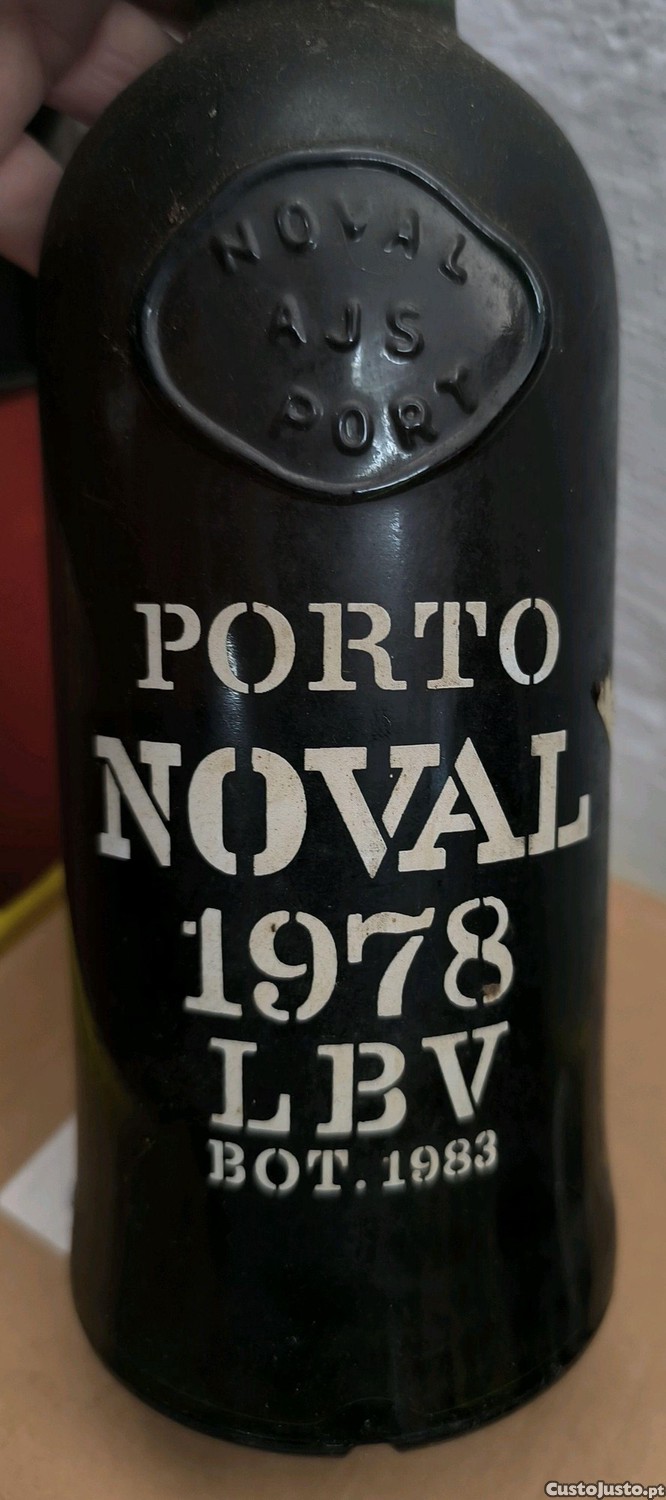 NOVAL
AJS
PORT
PORTO
NOVAL
1978
LBV
BOT. 1983
CustoJusto.pt